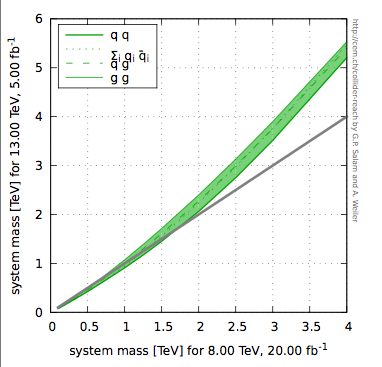 6
5
4
3
2
1
0
0 0.5 1 1.5 2 2.5 3 3.5 4
system mass [TeV] for 13.00 TeV, 5.00 fb-1
system mass [TeV] for 8.00 TeV, 20.00 fb-1
q q
Σi qi q̄i
q g
g g
http://cern.ch/collider-reach by G.P. Salam and A. Weiler